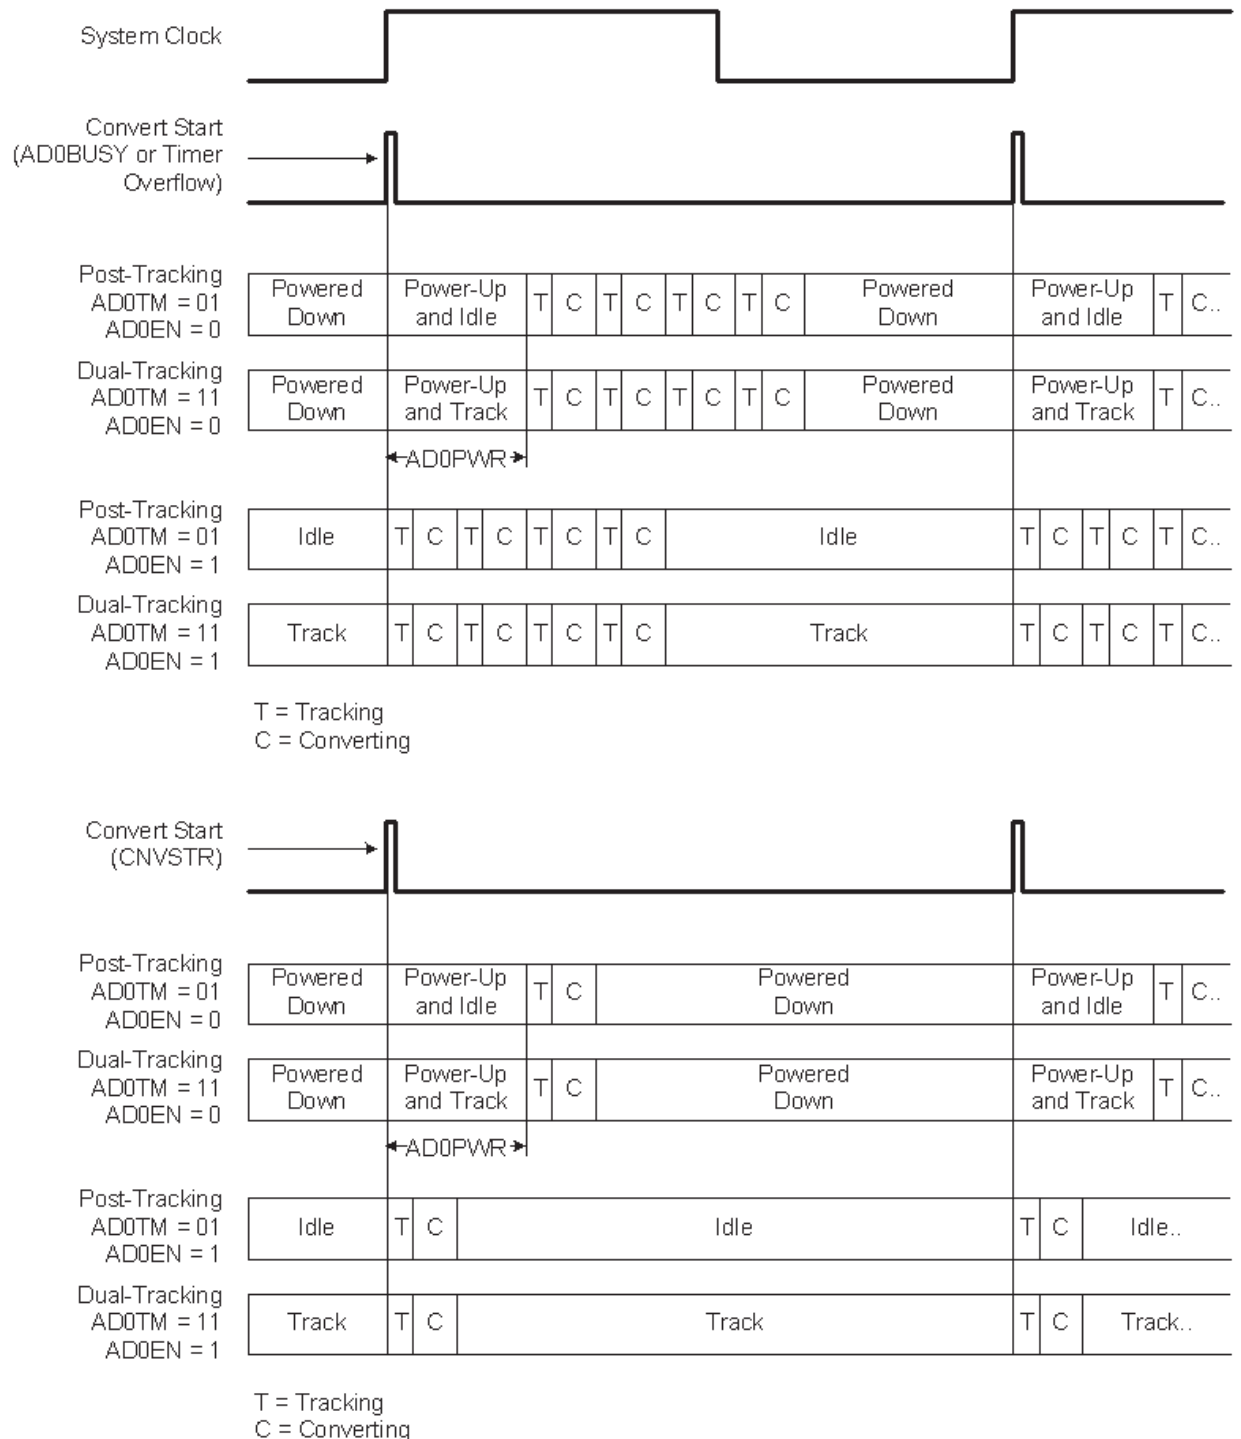 System Clock
Convert Start
(AD0BUSY or Timer
Overflow)
Post-Tracking
AD0TM = 01
AD0EN = 0
Powered
Down
Power-Up
and Idle
T C T C T C T C
Powered
Down
Power-Up
and Idle
T C..
Dual-Tracking
AD0TM = 11
AD0EN = 0
Powered
Down
Power-Up
and Track
T C T C T C T C
Powered
Down
Power-Up
and Track
T C..
AD0PWR
Post-Tracking
AD0TM = 01
AD0EN = 1
Idle T C T C T C T C Idle T C T C T C..
Dual-Tracking
AD0TM = 11
AD0EN = 1
Track T C T C T C T C Track T C T C T C..
T = Tracking
C = Converting
Convert Start
(CNVSTR)
Post-Tracking
AD0TM = 01
AD0EN = 0
Powered
Down
Power-Up
and Idle
T C
Powered
Down
Power-Up
and Idle
T C..
Dual-Tracking
AD0TM = 11
AD0EN = 0
Powered
Down
Power-Up
and Track
T C
Powered
Down
Power-Up
and Track
T C..
AD0PWR
Post-Tracking
AD0TM = 01
AD0EN = 1
Idle T C Idle T C Idle..
Dual-Tracking
AD0TM = 11
AD0EN = 1
Track T C Track T C Track..
T = Tracking
C = Converting